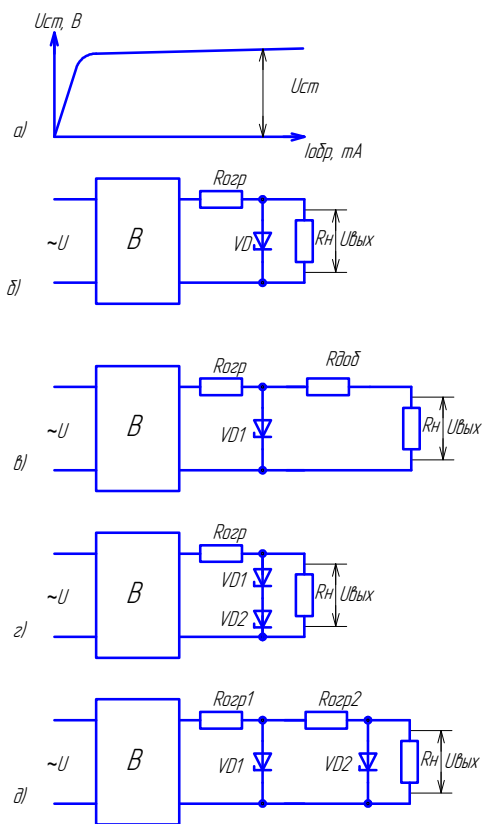 Uст, В
Uст
а)
Iобр, mA
Rогр
~U
В
VD
Rн
Uвых
б)
Rогр
Rдоб
~U
В
VD1
Rн
Uвых
в)
Rогр
~U
В
VD1
Rн
Uвых
VD2
г)
Rогр1
Rогр2
~U
В
VD1
VD2
Rн
Uвых
д)